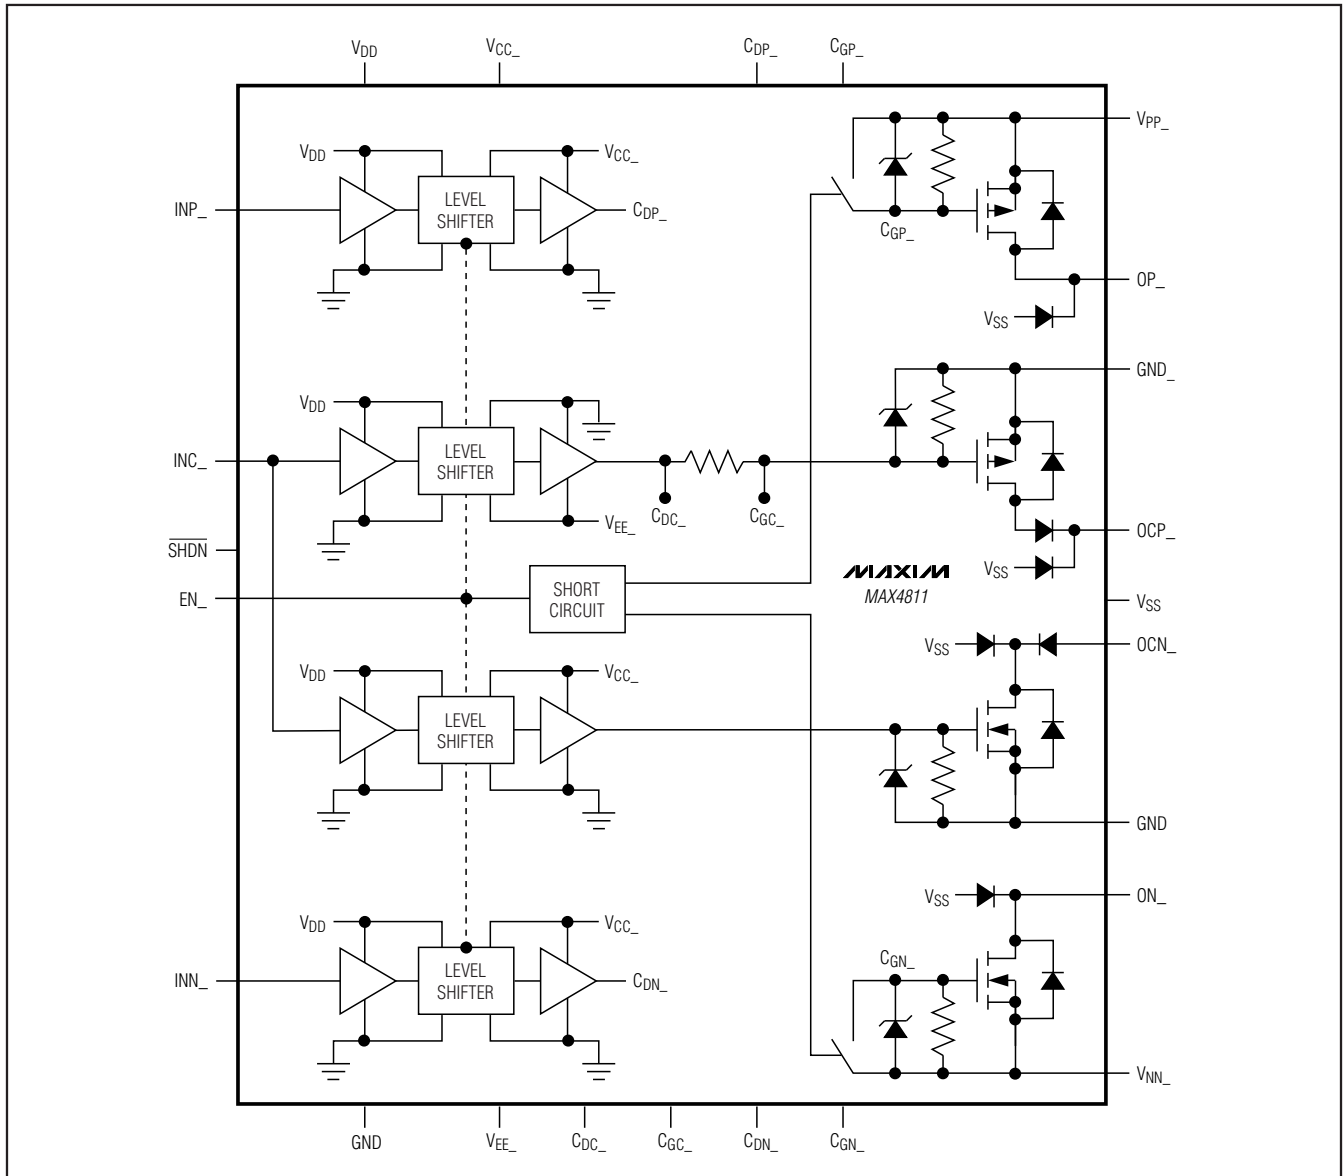 VDD VCC_ CDP_ CGP_
VPP_
VDD VCC_
INP_ LEVEL SHIFTER CDP_
CGP_
OP_
VSS
GND_
VDD
INC_ LEVEL SHIFTER
CDC_ CGC_
VEE_
OCP_
SHDN
VSS
MAXIM
MAX4811
EN_ SHORT CIRCUIT
VSS
VSS OCN_
VDD VCC_
LEVEL SHIFTER
GND
VSS ON_
VDD VCC_
CGN_
INN_ LEVEL SHIFTER CDN_
VNN_
GND VEE_ CDC_ CGC_ CDN_ CGN_